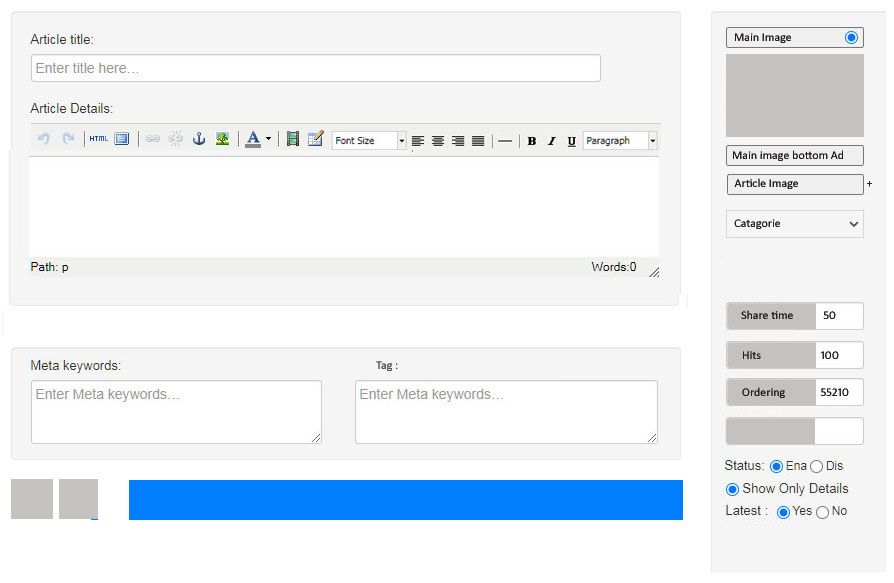 Article title:
Enter title here...
Article Details:
HTML A Font Size B I U Paragraph
Path: p Words:0
Meta keywords: Tag :
Enter Meta keywords... Enter Meta keywords...
Main Image
Main image bottom Ad
Article Image +
Catagorie
Share time 50
Hits 100
Ordering 55210
Status: Ena Dis
Show Only Details
Latest : Yes No